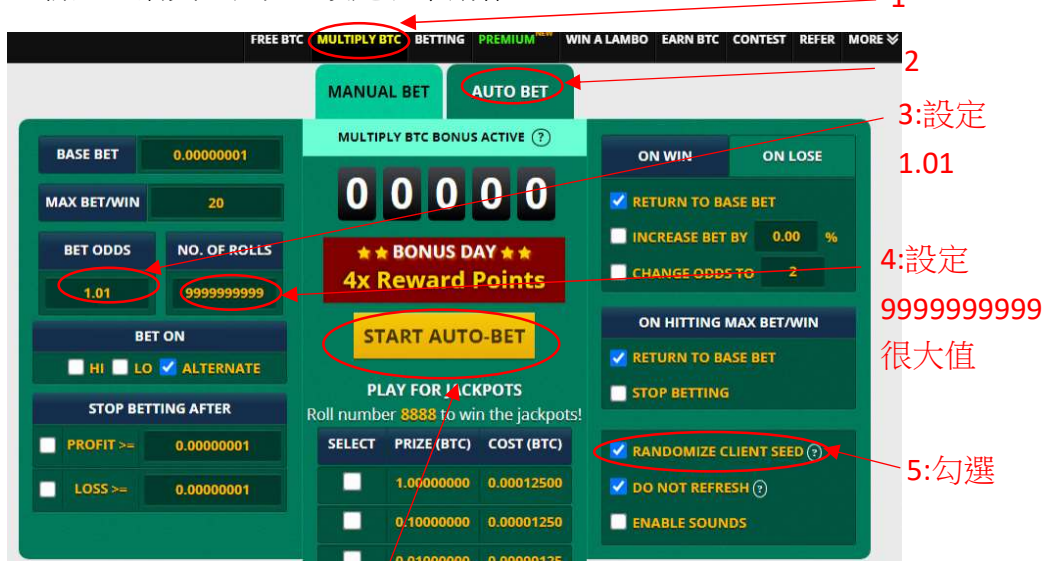 1
FREE BTC MULTIPLY BTC BETTING PREMIUM NEW WIN A LAMBO EARN BTC CONTEST REFER MORE
2
MANUAL BET AUTO BET
3:設定
1.01
MULTIPLY BTC BONUS ACTIVE ?
BASE BET 0.00000001
ON WIN ON LOSE
0 0 0 0 0
MAX BET/WIN 20
RETURN TO BASE BET
INCREASE BET BY 0.00 %
BET ODDS NO. OF ROLLS
BONUS DAY
4x Reward Points
CHANGE ODDS TO 2
4:設定
9999999999
很大值
1.01 9999999999
START AUTO-BET
ON HITTING MAX BET/WIN
BET ON
HI LO ALTERNATE
RETURN TO BASE BET
STOP BETTING
PLAY FOR JACKPOTS
Roll number 8888 to win the jackpots!
STOP BETTING AFTER
SELECT PRIZE (BTC) COST (BTC)
PROFIT >= 0.00000001
RANDOMIZE CLIENT SEED ?
5:勾選
1.00000000 0.00012500
LOSS >= 0.00000001
DO NOT REFRESH ?
0.10000000 0.00001250
ENABLE SOUNDS
0.01000000 0.00000125